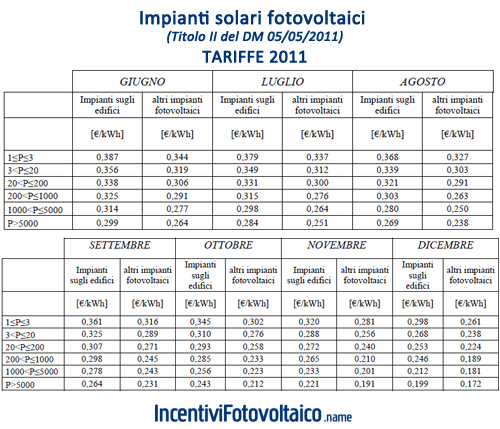 Impianti solari fotovoltaici
(Titolo II del DM 05/05/2011)
TARIFFE 2011
GIUGNO LUGLIO AGOSTO
Impianti sugli edifici altri impianti fotovoltaici Impianti sugli edifici altri impianti fotovoltaici Impianti sugli edifici altri impianti fotovoltaici
[€/kWh] [€/kWh] [€/kWh] [€/kWh] [€/kWh] [€/kWh]
1≤P≤3 0,387 0,344 0,379 0,337 0,368 0,327
3<P≤20 0,356 0,319 0,349 0,312 0,339 0,303
20<P≤200 0,338 0,306 0,331 0,300 0,321 0,291
200<P≤1000 0,325 0,291 0,315 0,276 0,303 0,263
1000<P≤5000 0,314 0,277 0,298 0,264 0,280 0,250
P>5000 0,299 0,264 0,284 0,251 0,269 0,238
SETTEMBRE OTTOBRE NOVEMBRE DICEMBRE
Impianti sugli edifici altri impianti fotovoltaici Impianti sugli edifici altri impianti fotovoltaici Impianti sugli edifici altri impianti fotovoltaici Impianti sugli edifici altri impianti fotovoltaici
[€/kWh] [€/kWh] [€/kWh] [€/kWh] [€/kWh] [€/kWh] [€/kWh] [€/kWh]
1≤P≤3 0,361 0,316 0,345 0,302 0,320 0,281 0,298 0,261
3<P≤20 0,325 0,289 0,310 0,276 0,288 0,256 0,268 0,238
20<P≤200 0,307 0,271 0,293 0,258 0,272 0,240 0,253 0,224
200<P≤1000 0,298 0,245 0,285 0,233 0,265 0,210 0,246 0,189
1000<P≤5000 0,278 0,243 0,256 0,223 0,233 0,201 0,212 0,181
P>5000 0,264 0,231 0,243 0,212 0,221 0,191 0,199 0,172
IncentiviFotovoltaico.name